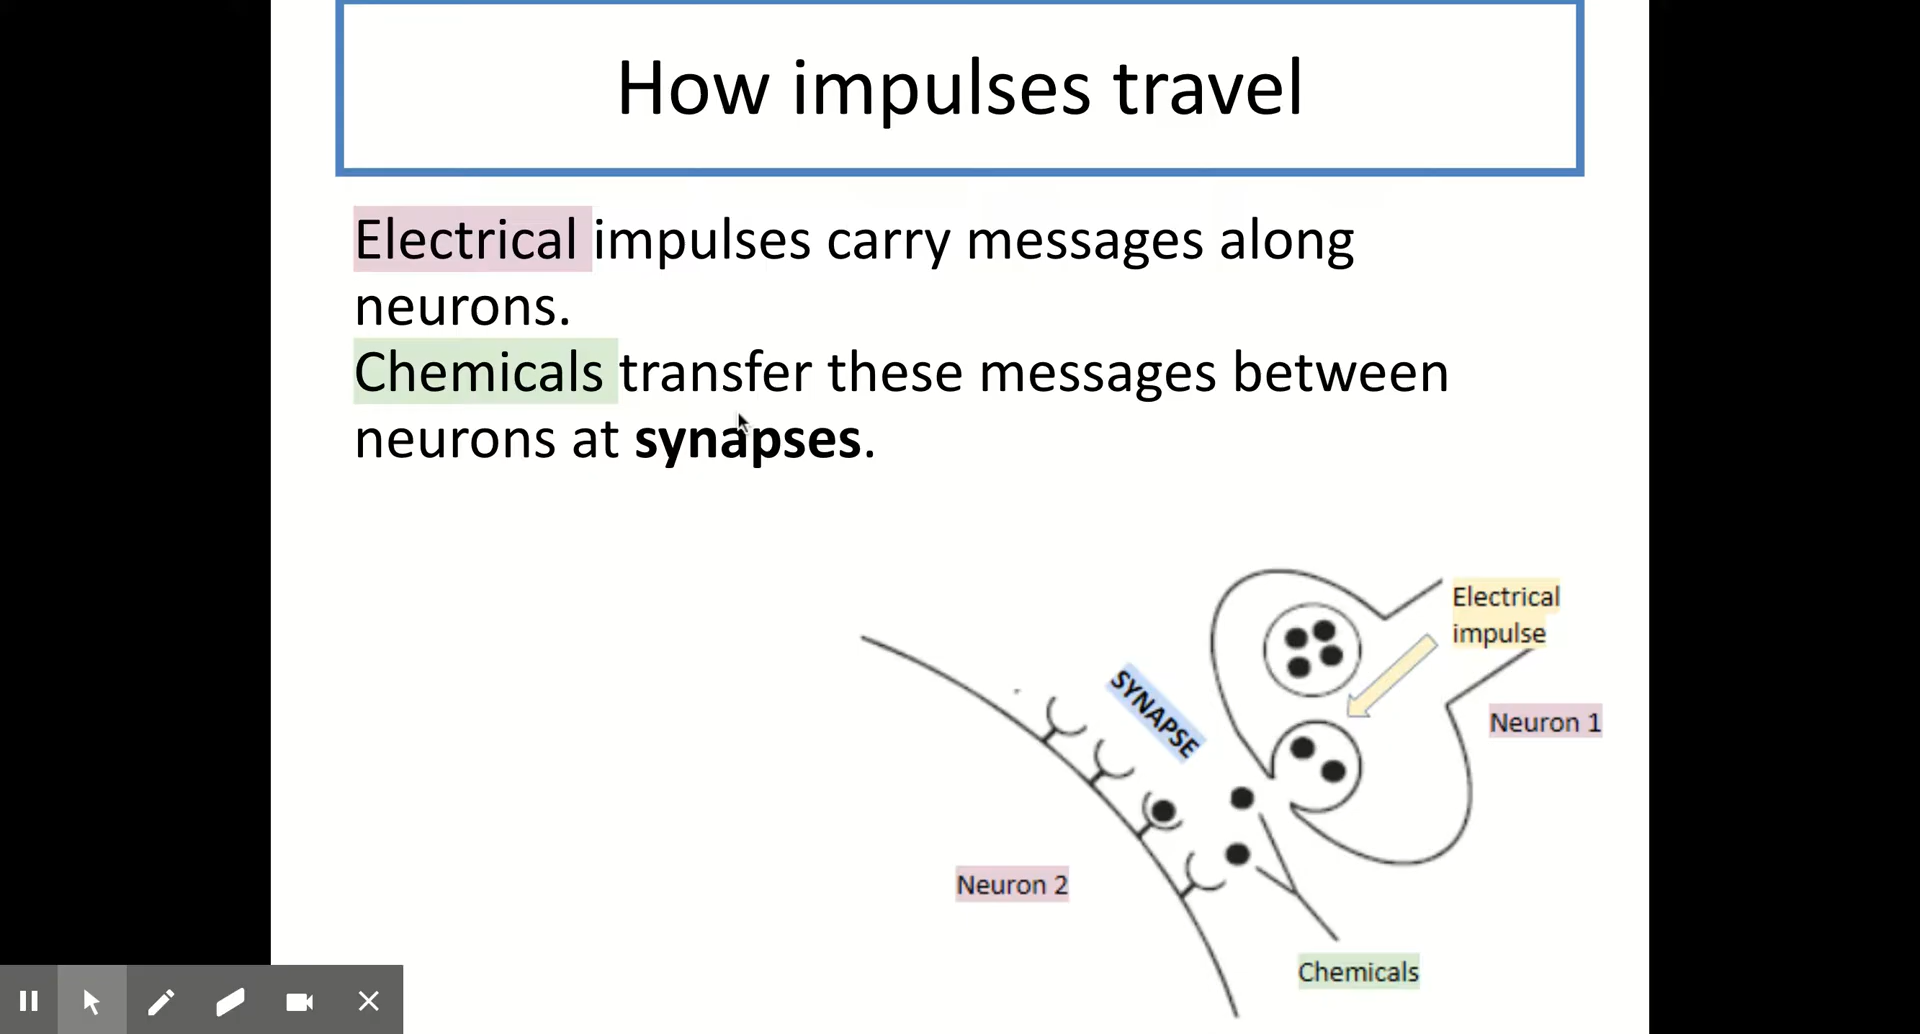 How impulses travel
Electrical impulses carry messages along
neurons.
Chemicals transfer these messages between
neurons at synapses.
Electrical
impulse
SYNAPSE
Neuron 1
Neuron 2
Chemicals